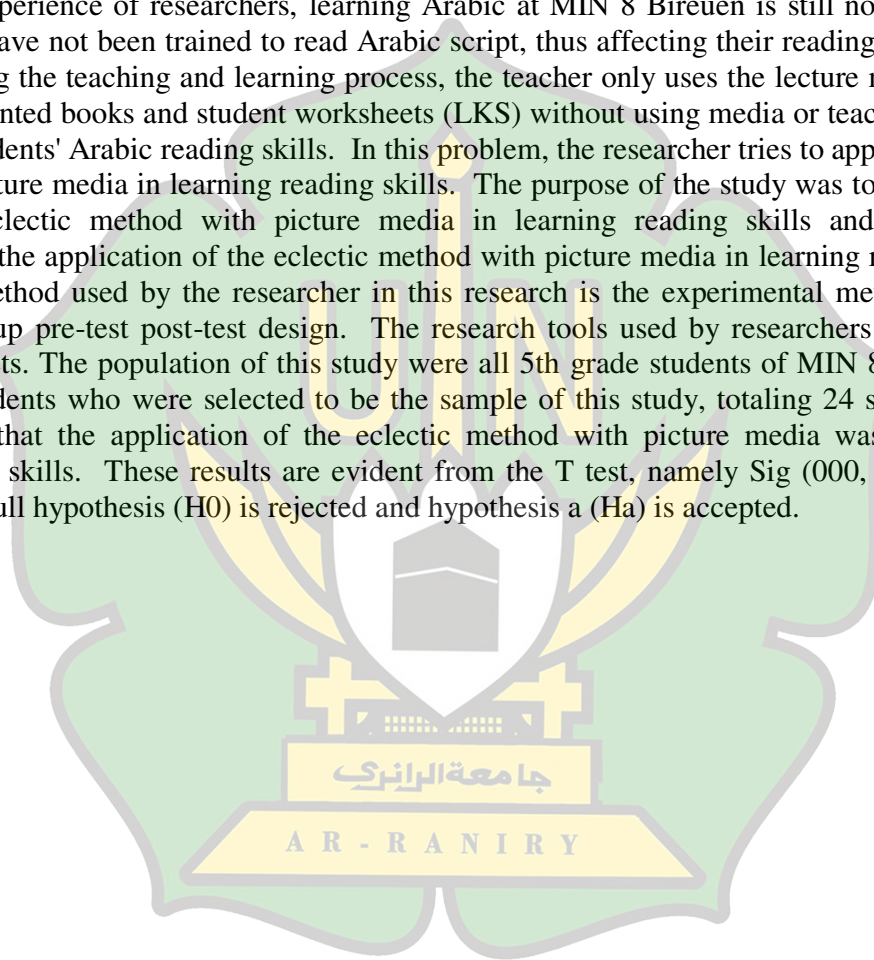 perience of researchers, learning Arabic at MIN 8 Bireuen is still no
ave not been trained to read Arabic script, thus affecting their reading
g the teaching and learning process, the teacher only uses the lecture
nted books and student worksheets (LKS) without using media or teac
dents' Arabic reading skills. In this problem, the researcher tries to app
ture media in learning reading skills. The purpose of the study was to
clectic method with picture media in learning reading skills and
the application of the eclectic method with picture media in learning
ethod used by the researcher in this research is the experimental me
up pre-test post-test design. The research tools used by researchers
ts. The population of this study were all 5th grade students of MIN 8
dents who were selected to be the sample of this study, totaling 24 s
that the application of the eclectic method with picture media was
skills. These results are evident from the T test, namely Sig (000,
ull hypothesis (H0) is rejected and hypothesis a (Ha) is accepted.
UIN
جامعة الرانري
AR-RANIRY